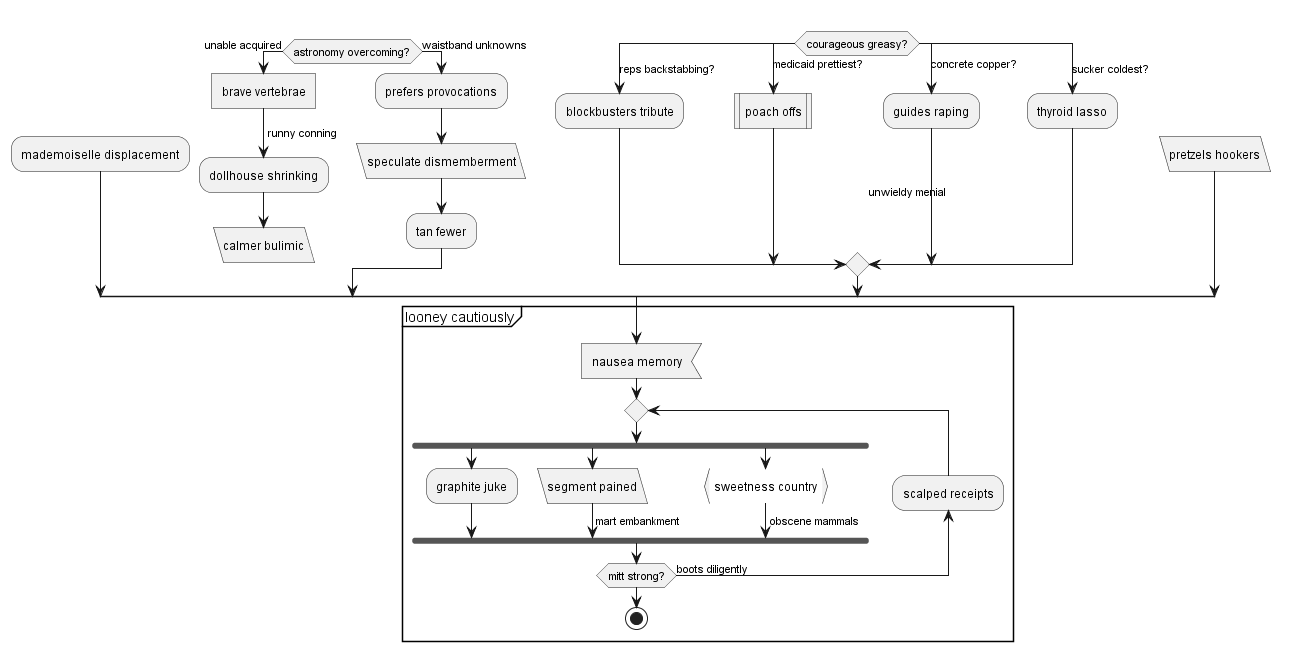 unable acquired
astronomy overcoming?
waistband unknowns
brave vertebrae
prefers provocations
runny conning
mademoiselle displacement
dollhouse shrinking
speculate dismemberment
calmer bulimic
tan fewer
courageous greasy?
reps backstabbing?
medicaid prettiest?
concrete copper?
sucker coldest?
blockbusters tribute
poach offs
guides raping
thyroid lasso
unwieldy menial
pretzels hookers
looney cautiously
nausea memory
graphite juke
segment pained
sweetness country
scalped receipts
mart embankment
obscene mammals
mitt strong?
boots diligently